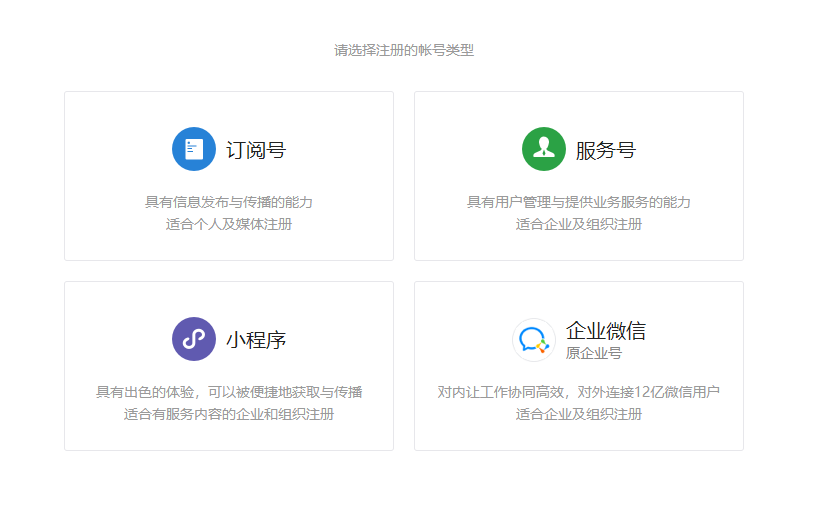 请选择注册的帐号类型
订阅号
具有信息发布与传播的能力
适合个人及媒体注册
服务号
具有用户管理与提供业务服务的能力
适合企业及组织注册
小程序
具有出色的体验，可以被便捷地获取与传播
适合有服务内容的企业和组织注册
企业微信
原企业号
对内让工作协同高效，对外连接12亿微信用户
适合企业及组织注册